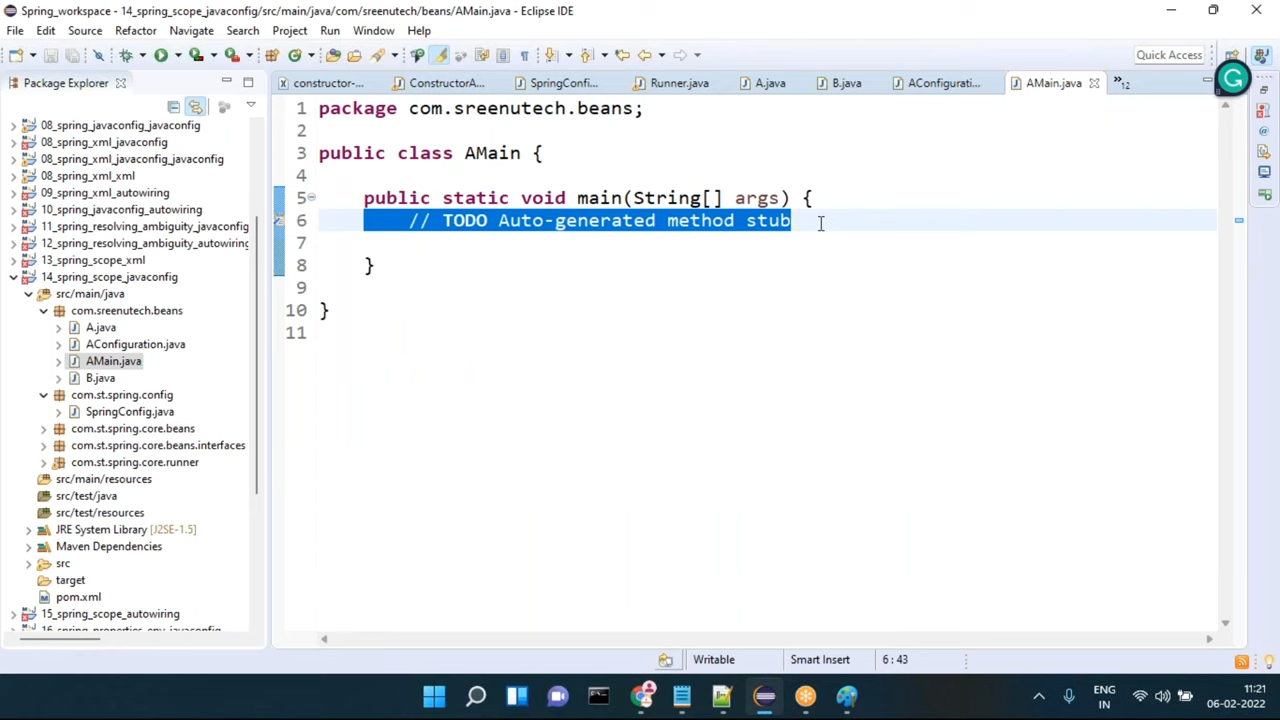 Spring_workspace - 14_spring_scope_javaconfig/src/main/java/com/sreenutech/beans/AMain.java - Eclipse IDE
File Edit Source Refactor Navigate Search Project Run Window Help
Quick Access
Package Explorer
constructor-... ConstructorA... SpringConfi... Runner.java A.java B.java AConfigurati... AMain.java »12
08_spring_javaconfig_javaconfig
08_spring_xml_javaconfig
08_spring_xml_javaconfig_javaconfig
08_spring_xml_xml
09_spring_xml_autowiring
10_spring_javaconfig_autowiring
11_spring_resolving_ambiguity_javaconfig
12_spring_resolving_ambiguity_autowiring
13_spring_scope_xml
14_spring_scope_javaconfig
src/main/java
com.sreenutech.beans
A.java
AConfiguration.java
AMain.java
B.java
com.st.spring.config
SpringConfig.java
com.st.spring.core.beans
com.st.spring.core.beans.interfaces
com.st.spring.core.runner
src/main/resources
src/test/java
src/test/resources
JRE System Library [J2SE-1.5]
Maven Dependencies
src
target
pom.xml
15_spring_scope_autowiring
16_spring_properties_env_javaconfig
1 package com.sreenutech.beans;
2
3 public class AMain {
4
5 public static void main(String[] args) {
6 // TODO Auto-generated method stub
7
8 }
9
10 }
11
Writable Smart Insert 6 : 43
ENG
IN
11:21
06-02-2022